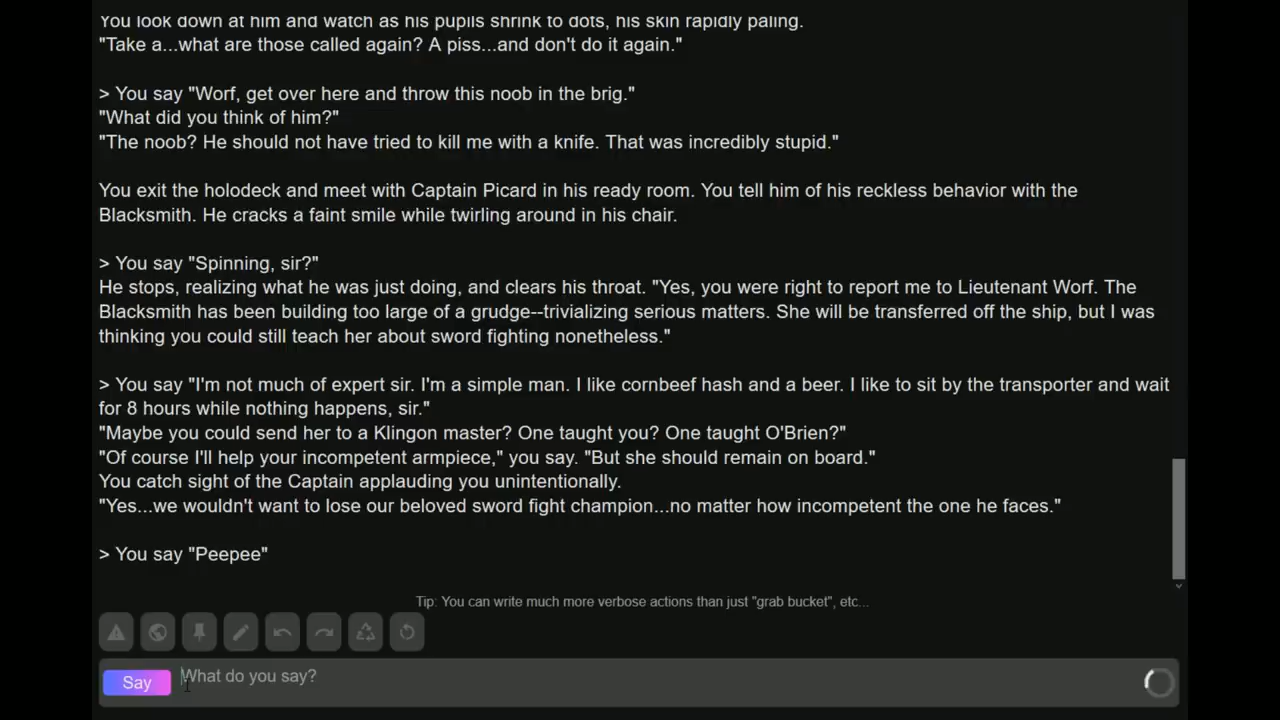 You look down at him and watch as his pupils shrink to dots, his skin rapidly paling.
"Take a...what are those called again? A piss...and don't do it again."
> You say "Worf, get over here and throw this noob in the brig."
"What did you think of him?"
"The noob? He should not have tried to kill me with a knife. That was incredibly stupid."
You exit the holodeck and meet with Captain Picard in his ready room. You tell him of his reckless behavior with the
Blacksmith. He cracks a faint smile while twirling around in his chair.
> You say "Spinning, sir?"
He stops, realizing what he was just doing, and clears his throat. "Yes, you were right to report me to Lieutenant Worf. The
Blacksmith has been building too large of a grudge--trivializing serious matters. She will be transferred off the ship, but I was
thinking you could still teach her about sword fighting nonetheless."
> You say "I'm not much of expert sir. I'm a simple man. I like cornbeef hash and a beer. I like to sit by the transporter and wait
for 8 hours while nothing happens, sir."
"Maybe you could send her to a Klingon master? One taught you? One taught O'Brien?"
"Of course I'll help your incompetent armpiece," you say. "But she should remain on board."
You catch sight of the Captain applauding you unintentionally.
"Yes...we wouldn't want to lose our beloved sword fight champion...no matter how incompetent the one he faces."
> You say "Peepee"
Tip: You can write much more verbose actions than just "grab bucket", etc...
Say What do you say?